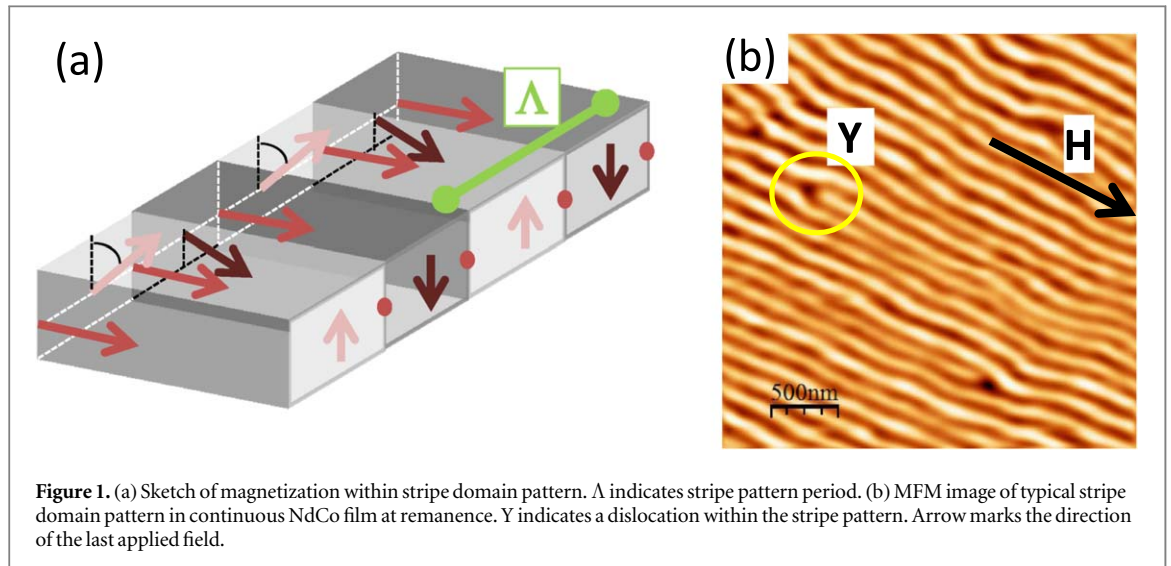 (a)
Λ
(b)
Y
H
500nm
Figure 1. (a) Sketch of magnetization within stripe domain pattern. Λ indicates stripe pattern period. (b) MFM image of typical stripe
domain pattern in continuous NdCo film at remanence. Y indicates a dislocation within the stripe pattern. Arrow marks the direction
of the last applied field.